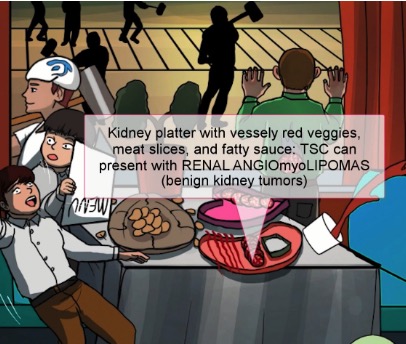 Kidney platter with vessely red veggies,
meat slices, and fatty sauce: TSC can
present with RENAL ANGIOmyoLIPOMAS
(benign kidney tumors)
MENU